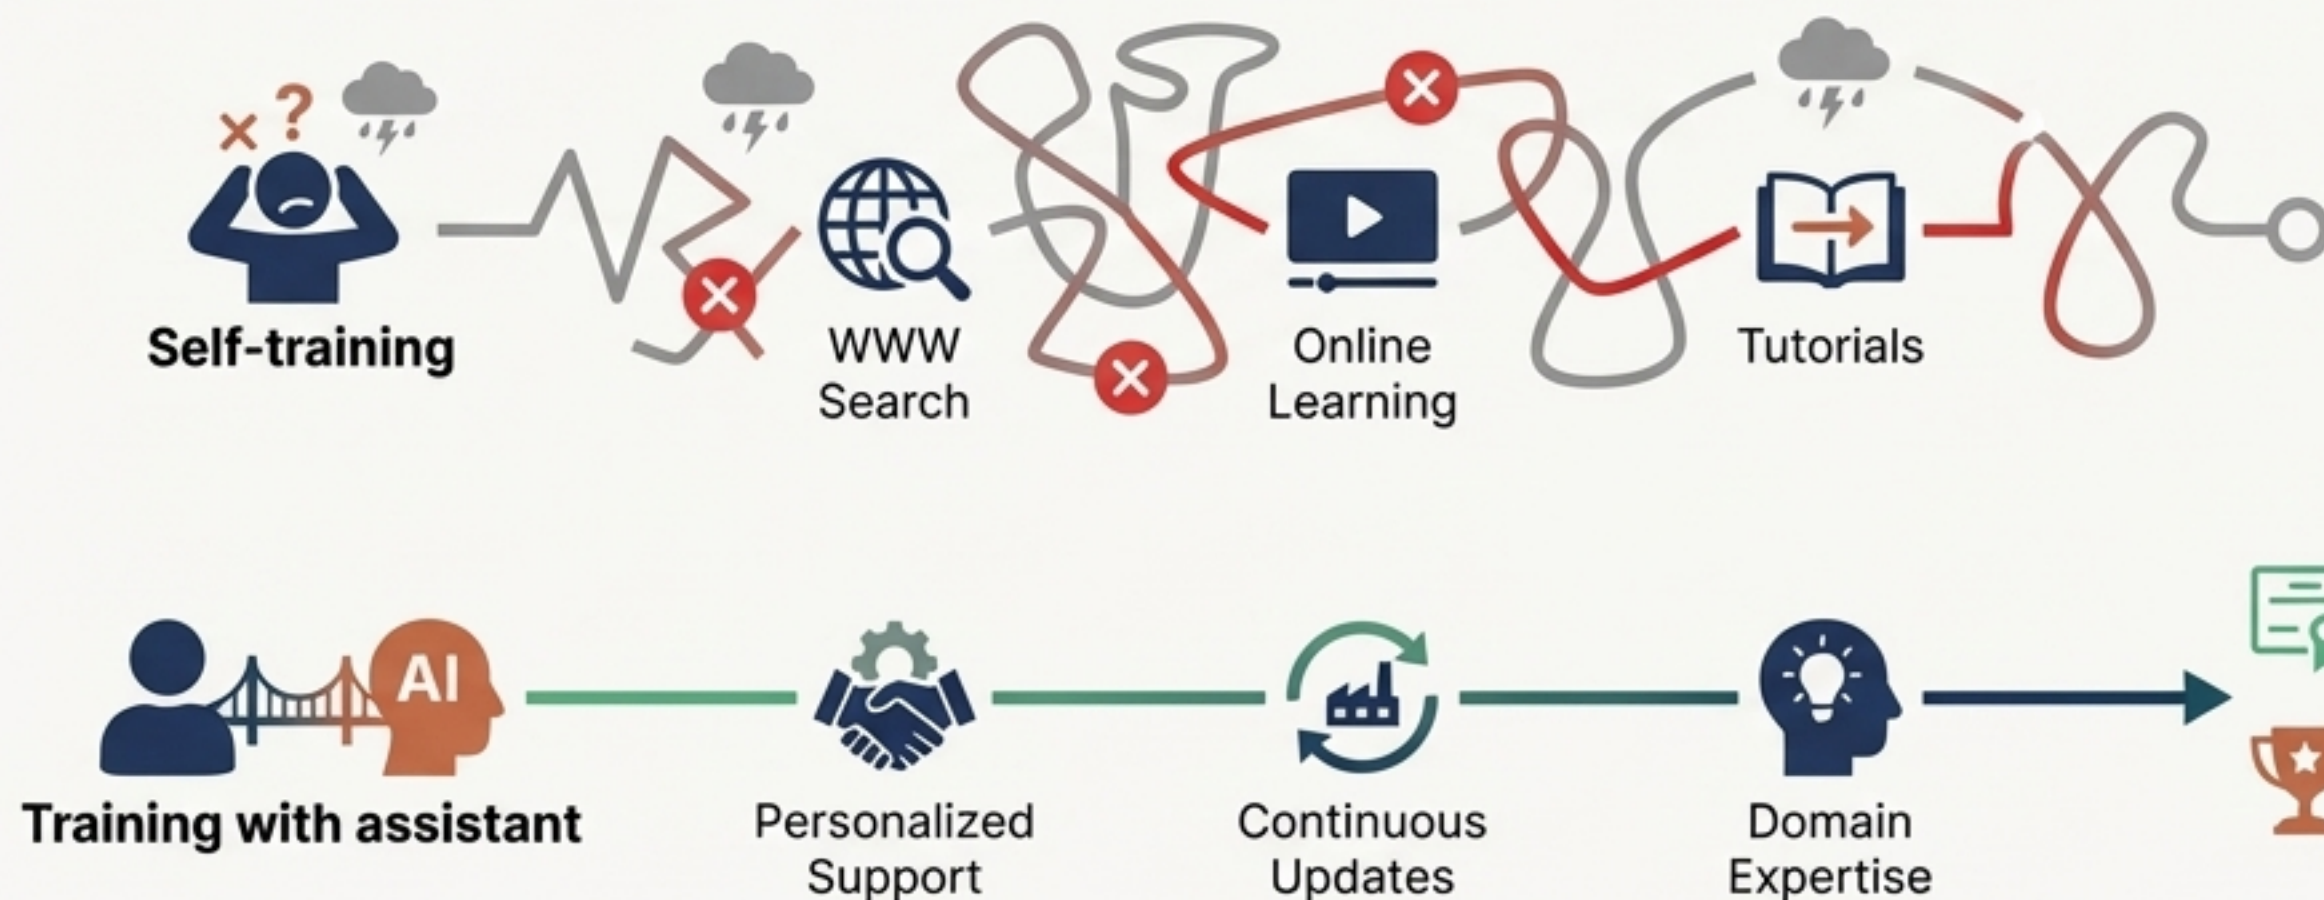 ?
Self-training
WWW
Search
Online
Learning
Tutorials
AI
Training with assistant
Personalized
Support
Continuous
Updates
Domain
Expertise